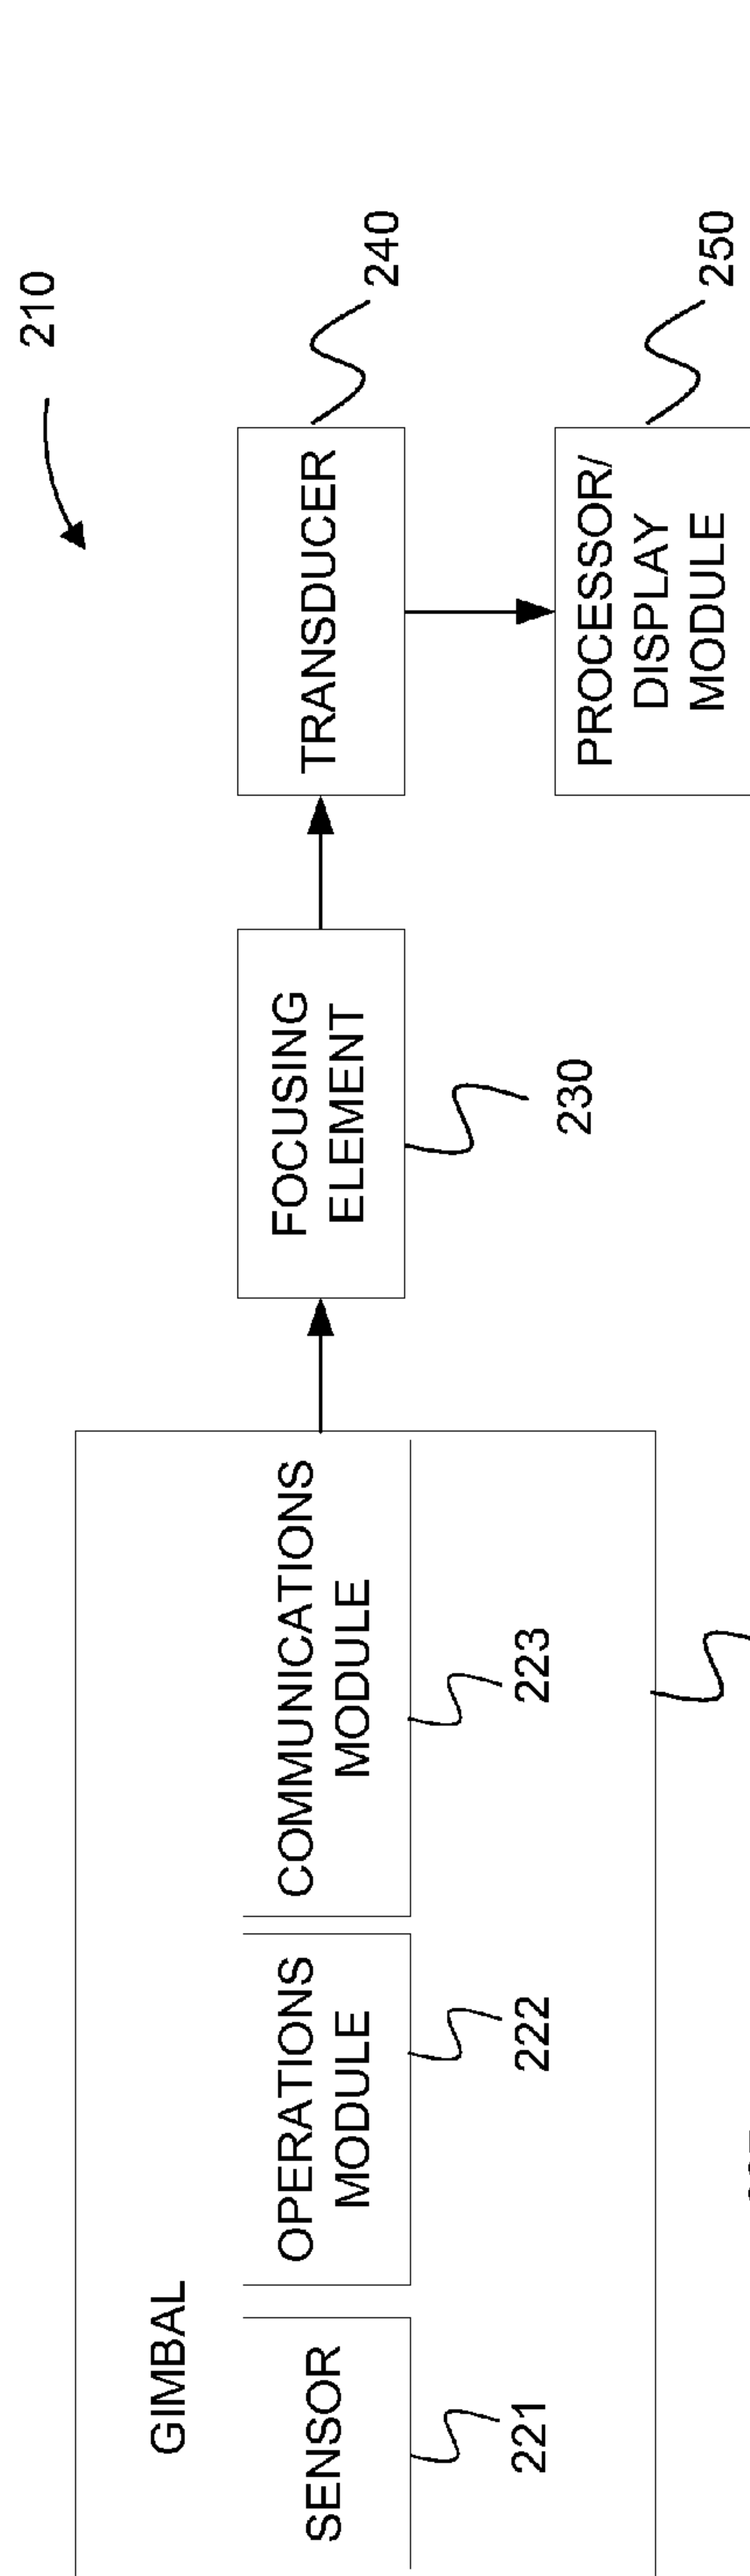 210
GIMBAL
SENSOR
221
OPERATIONS
MODULE
222
COMMUNICATIONS
MODULE
223
FOCUSING
ELEMENT
230
TRANSDUCER
240
PROCESSOR/
DISPLAY
MODULE
250